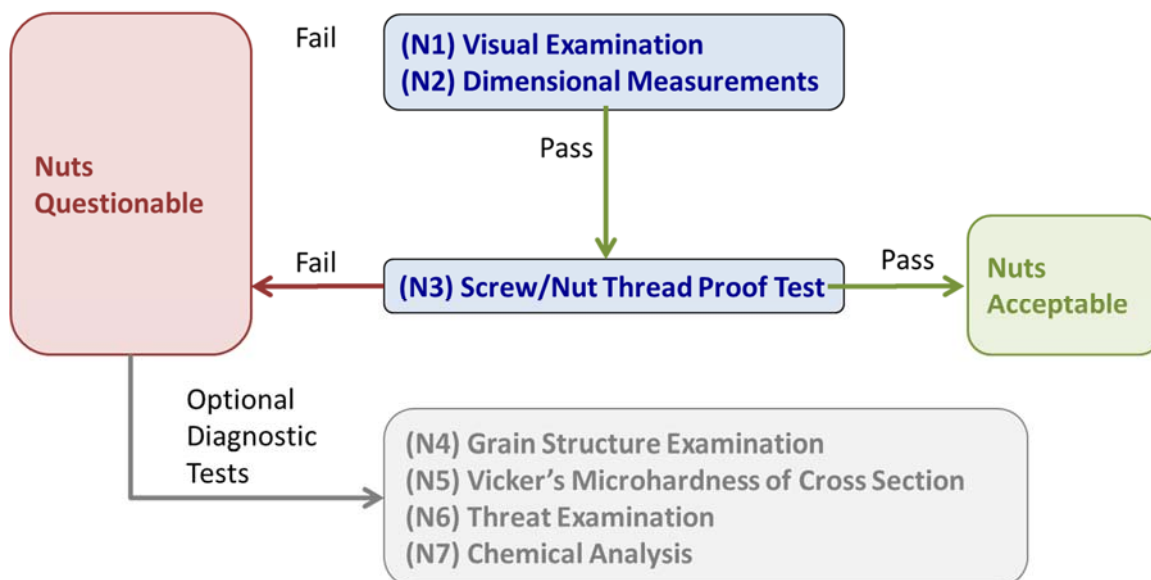 Fail
(N1) Visual Examination
(N2) Dimensional Measurements
Pass
Nuts
Questionable
Fail
(N3) Screw/Nut Thread Proof Test
Pass
Nuts
Acceptable
Optional
Diagnostic
Tests
(N4) Grain Structure Examination
(N5) Vicker’s Microhardness of Cross Section
(N6) Threat Examination
(N7) Chemical Analysis